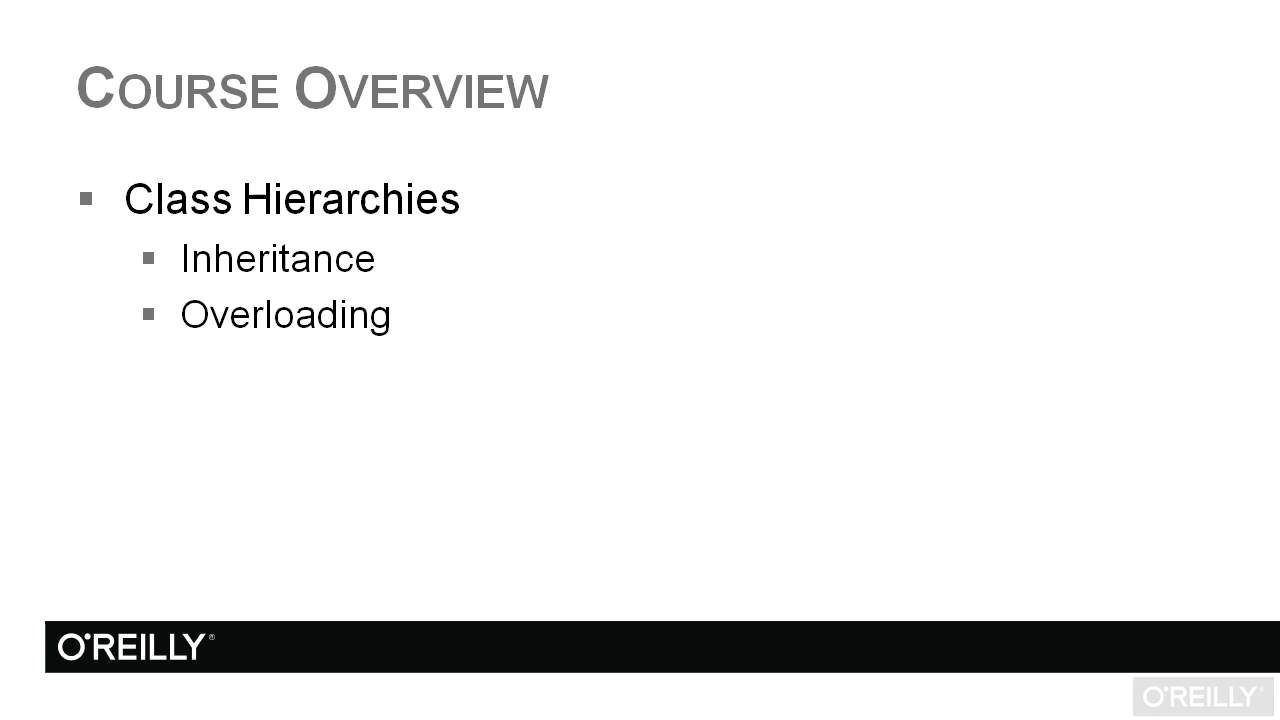 COURSE OVERVIEW
Class Hierarchies
Inheritance
Overloading
O'REILLY®
O'REILLY®